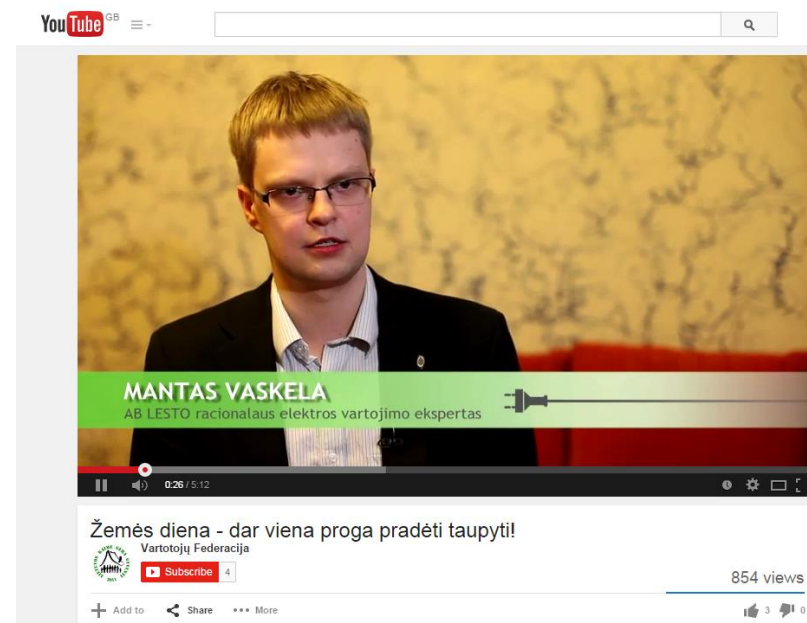 YouTube GB
MANTAS VASKELA
AB LESTO racionalaus elektros vartojimo ekspertas
0:26 / 5:12
Žemės diena - dar viena proga pradėti taupyti!
Vartotojų Federacija
Subscribe 4
854 views
Add to Share More
3 0